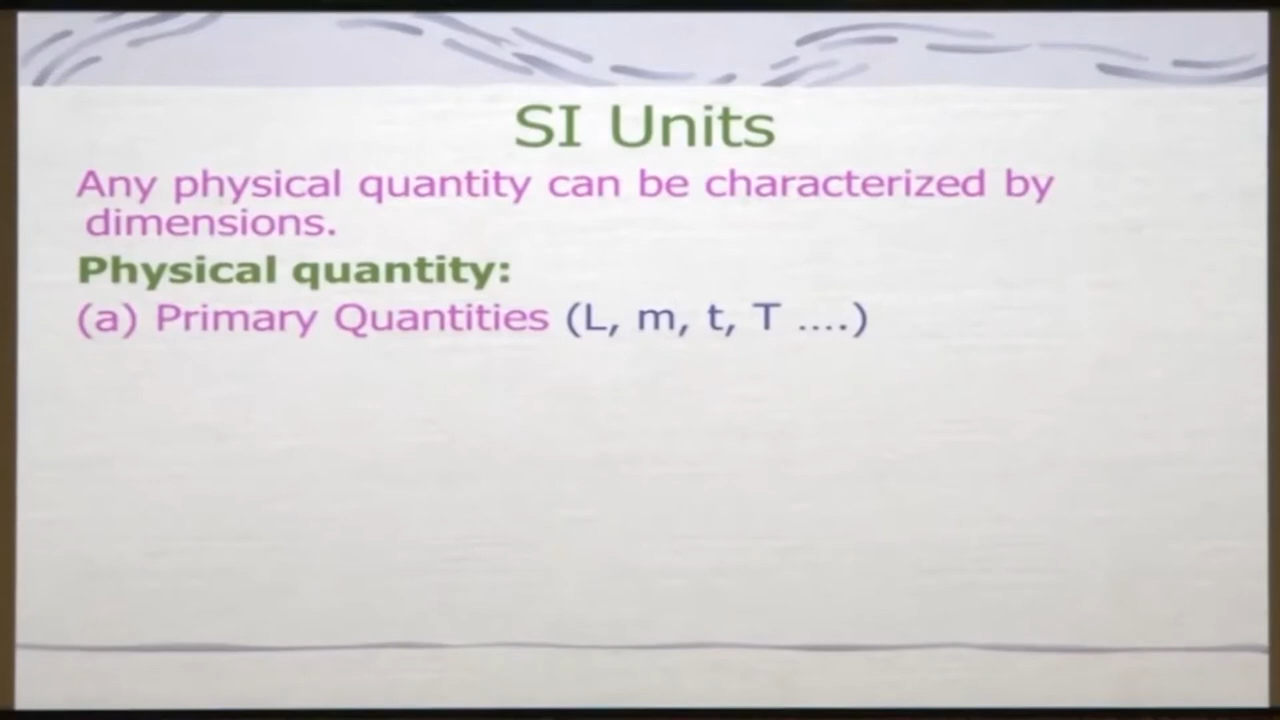 SI Units
Any physical quantity can be characterized by
dimensions.
Physical quantity:
(a) Primary Quantities (L, m, t, T ....)